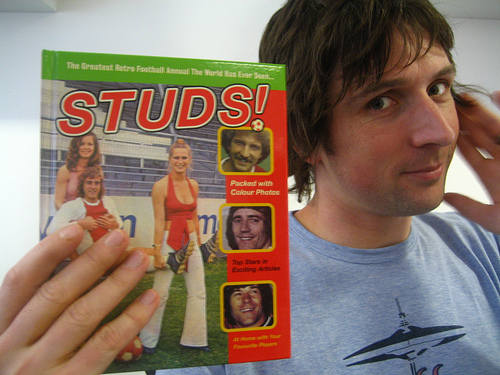 The Greatest Retro Football Annual The World Has Ever Seen...
STUDS!
Packed with
Colour Photos
Top Stars in
Exciting Articles
At Home with Your
Favourite Players